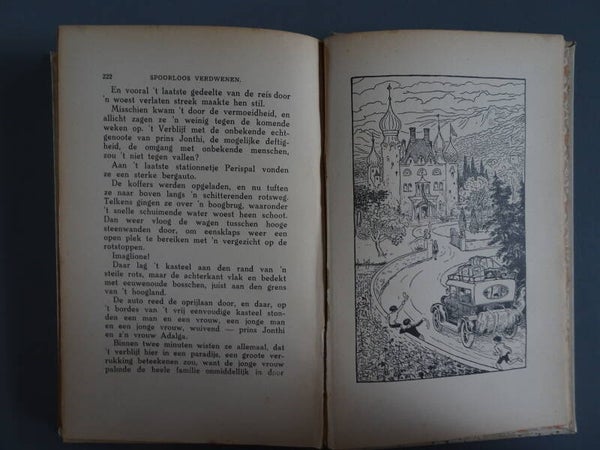 222 SPOORLOOS VERDWENEN.
En vooral 't laatste gedeelte van de reis door
'n woest verlaten streek maakte hen stil.
Misschien kwam 't door de vermoeidheid, en
allicht zagen ze 'n weinig tegen de komende
weken op. 't Verblijf met de onbekende echt-
genoote van prins Jonthi, de mogelijke deftig-
heid, de omgang met onbekende menschen,
zou 't niet tegen vallen?
Aan 't laatste stationnetje Perispal vonden
ze een sterke bergauto.
De koffers werden opgeladen, en nu tuften
ze naar boven langs 'n schitterenden rotsweg.
Telkens gingen ze over 'n boogbrug, waaronder
't snelle schuimende water woest heen schoot.
Dan weer vloog de wagen tusschen hooge
steenwanden door, om eensklaps weer een
open plek te bereiken met 'n vergezicht op de
rotstoppen.
Imaglione!
Daar lag 't kasteel aan den rand van 'n
steile rots, maar de achterkant vlak en bedekt
met eeuwenoude bosschen, juist aan den grens
van 't hoogland.
De auto reed de oprijlaan door, en daar, op
't bordes van 't vrij eenvoudige kasteel ston-
den een man en een vrouw, een jonge man
en een jonge vrouw, wuivend — prins Jonthi
en z'n vrouw Adalga.
Binnen twee minuten wisten ze allemaal, dat
't verblijf hier in een paradijs, een groote ver-
rukking beteekenen zou, want de jonge vrouw
palmde de heele familie onmiddellijk in door